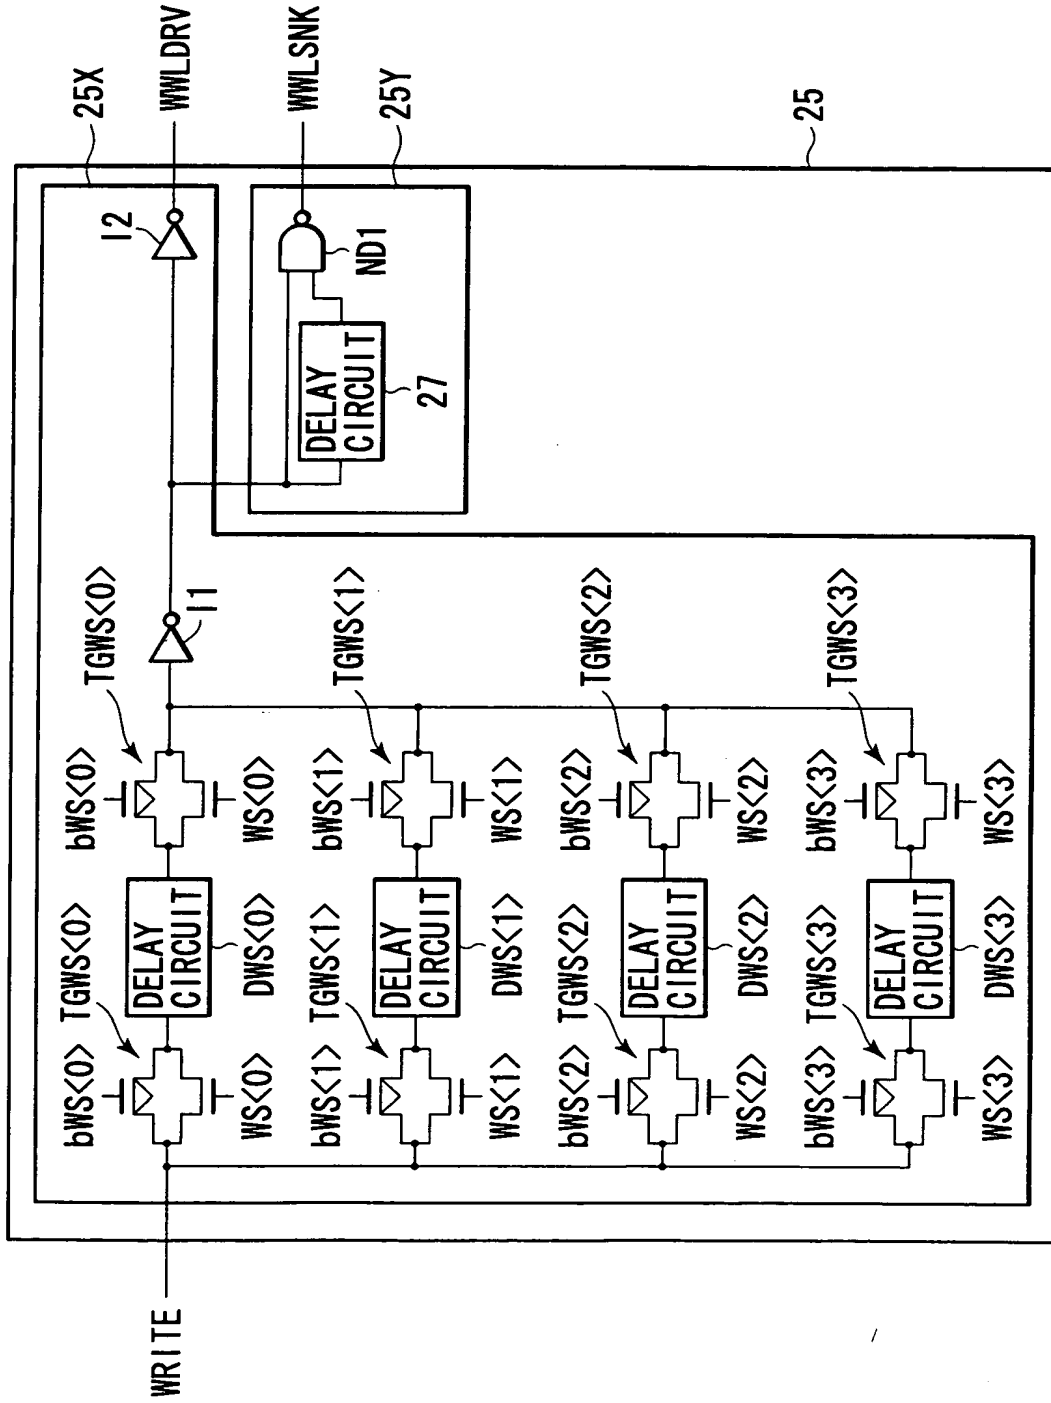 WRITE
25X
WWLDRV
I2
I1
TGWS<0>
bWS<0>
WS<0>
DELAY
CIRCUIT
DWS<0>
TGWS<0>
bWS<0>
WS<0>
25Y
WWLSNK
ND1
DELAY
CIRCUIT
27
25
TGWS<1>
bWS<1>
WS<1>
DELAY
CIRCUIT
DWS<1>
TGWS<1>
bWS<1>
WS<1>
TGWS<2>
bWS<2>
WS<2>
DELAY
CIRCUIT
DWS<2>
TGWS<2>
bWS<2>
WS<2>
TGWS<3>
bWS<3>
WS<3>
DELAY
CIRCUIT
DWS<3>
TGWS<3>
bWS<3>
WS<3>